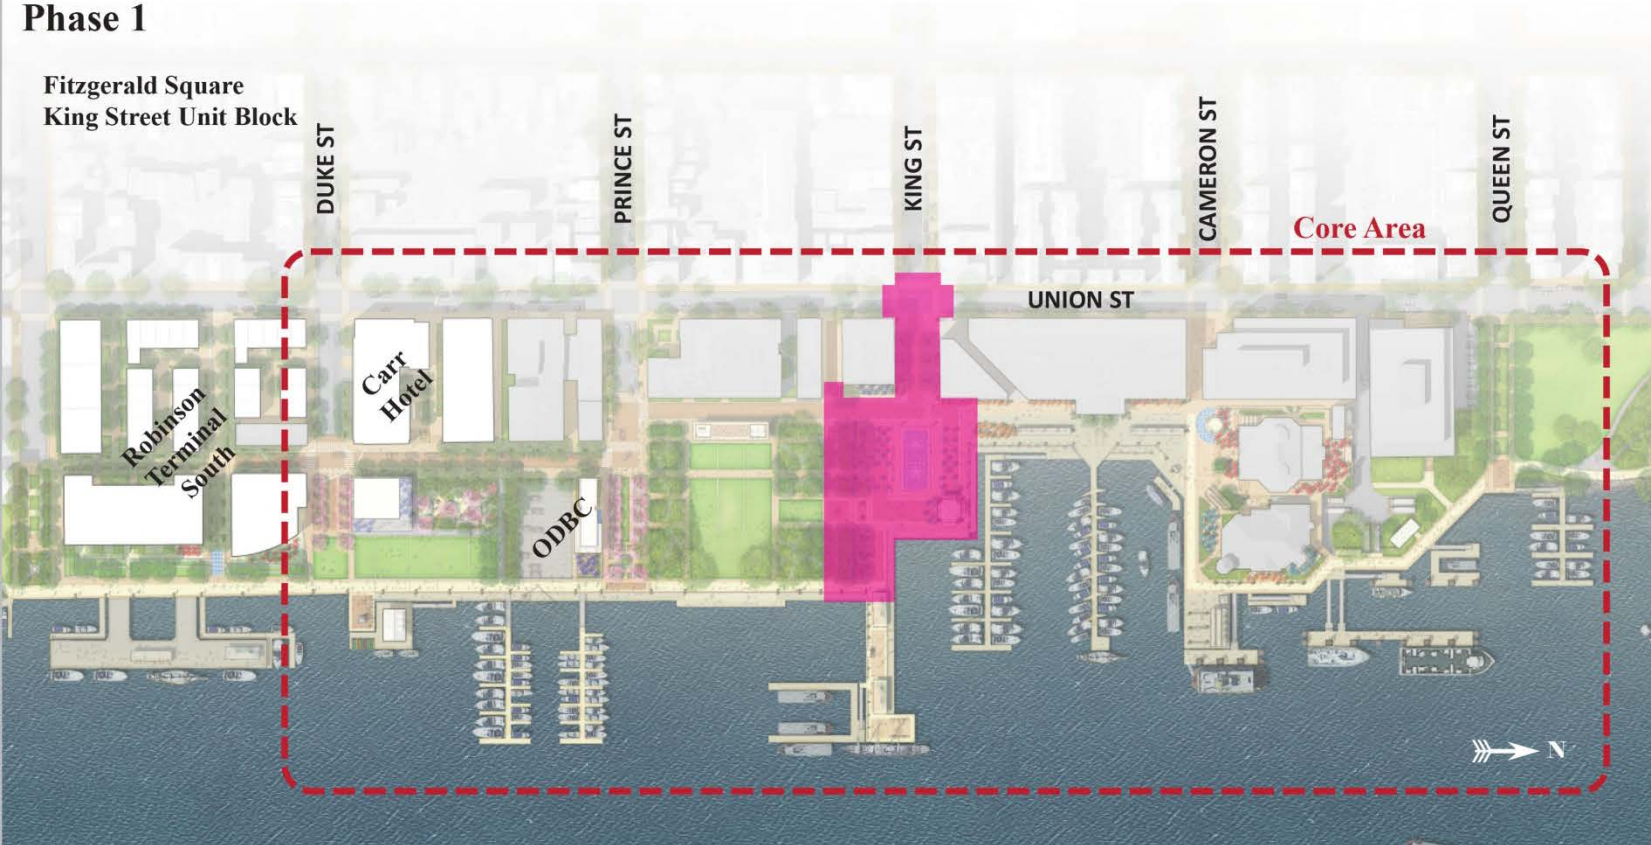 Phase 1
Fitzgerald Square
King Street Unit Block
DUKE ST
PRINCE ST
KING ST
CAMERON ST
QUEEN ST
Core Area
UNION ST
Carr
Hotel
Robinson
Terminal
South
ODBC
N